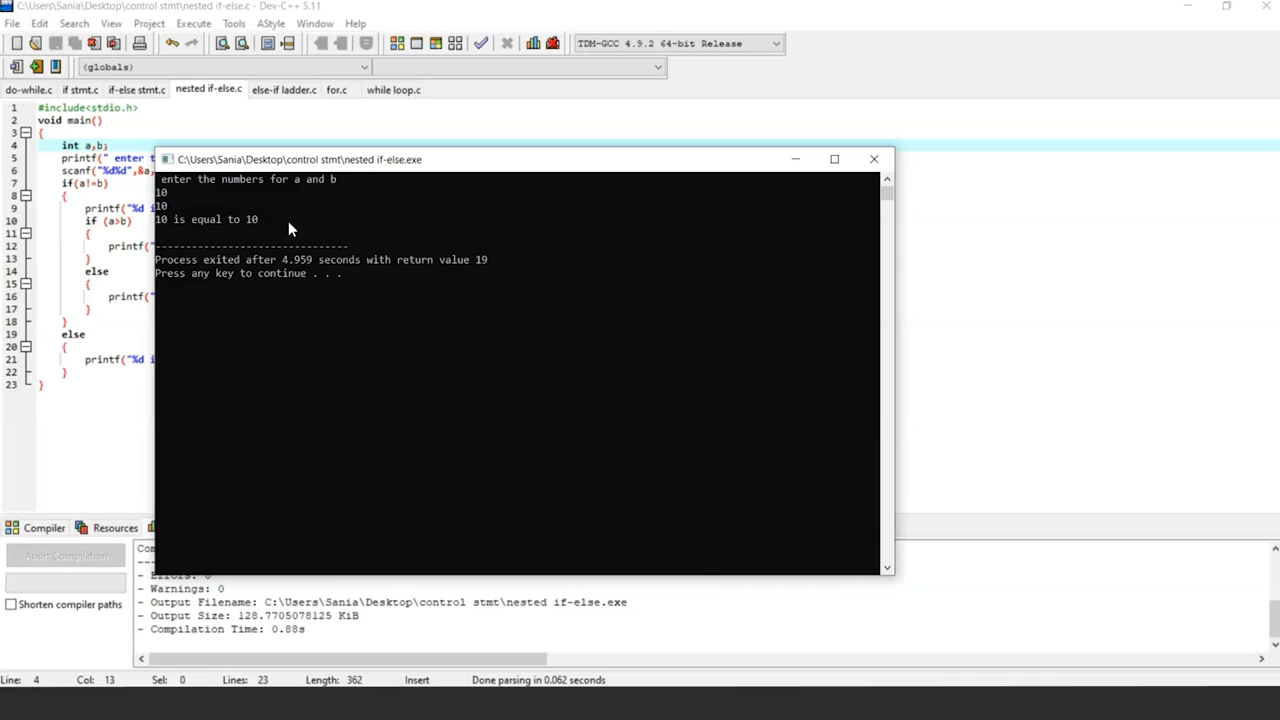 C:\Users\Sania\Desktop\control stmt\nested if-else.c - Dev-C++ 5.11
File Edit Search View Project Execute Tools AStyle Window Help
TDM-GCC 4.9.2 64-bit Release
(globals)
do-while.c if stmt.c if-else stmt.c nested if-else.c else-if ladder.c for.c while loop.c
1 #include<stdio.h>
2 void main()
3 {
4 int a,b;
5 printf(" enter t
6 scanf("%d%d",&a,
7 if(a!=b)
8 {
9 printf("%d i
10 if (a>b)
11 {
12 printf("
13 }
14 else
15 {
16 printf("
17 }
18 }
19 else
20 {
21 printf("%d i
22 }
23 }
C:\Users\Sania\Desktop\control stmt\nested if-else.exe
enter the numbers for a and b
10
10
10 is equal to 10
--------------------------------
Process exited after 4.959 seconds with return value 19
Press any key to continue . . .
Compiler Resources
Abort Compilation
Shorten compiler paths
- Errors: 0
- Warnings: 0
- Output Filename: C:\Users\Sania\Desktop\control stmt\nested if-else.exe
- Output Size: 128.7705078125 KiB
- Compilation Time: 0.88s
Line: 4 Col: 13 Sel: 0 Lines: 23 Length: 362 Insert Done parsing in 0.062 seconds